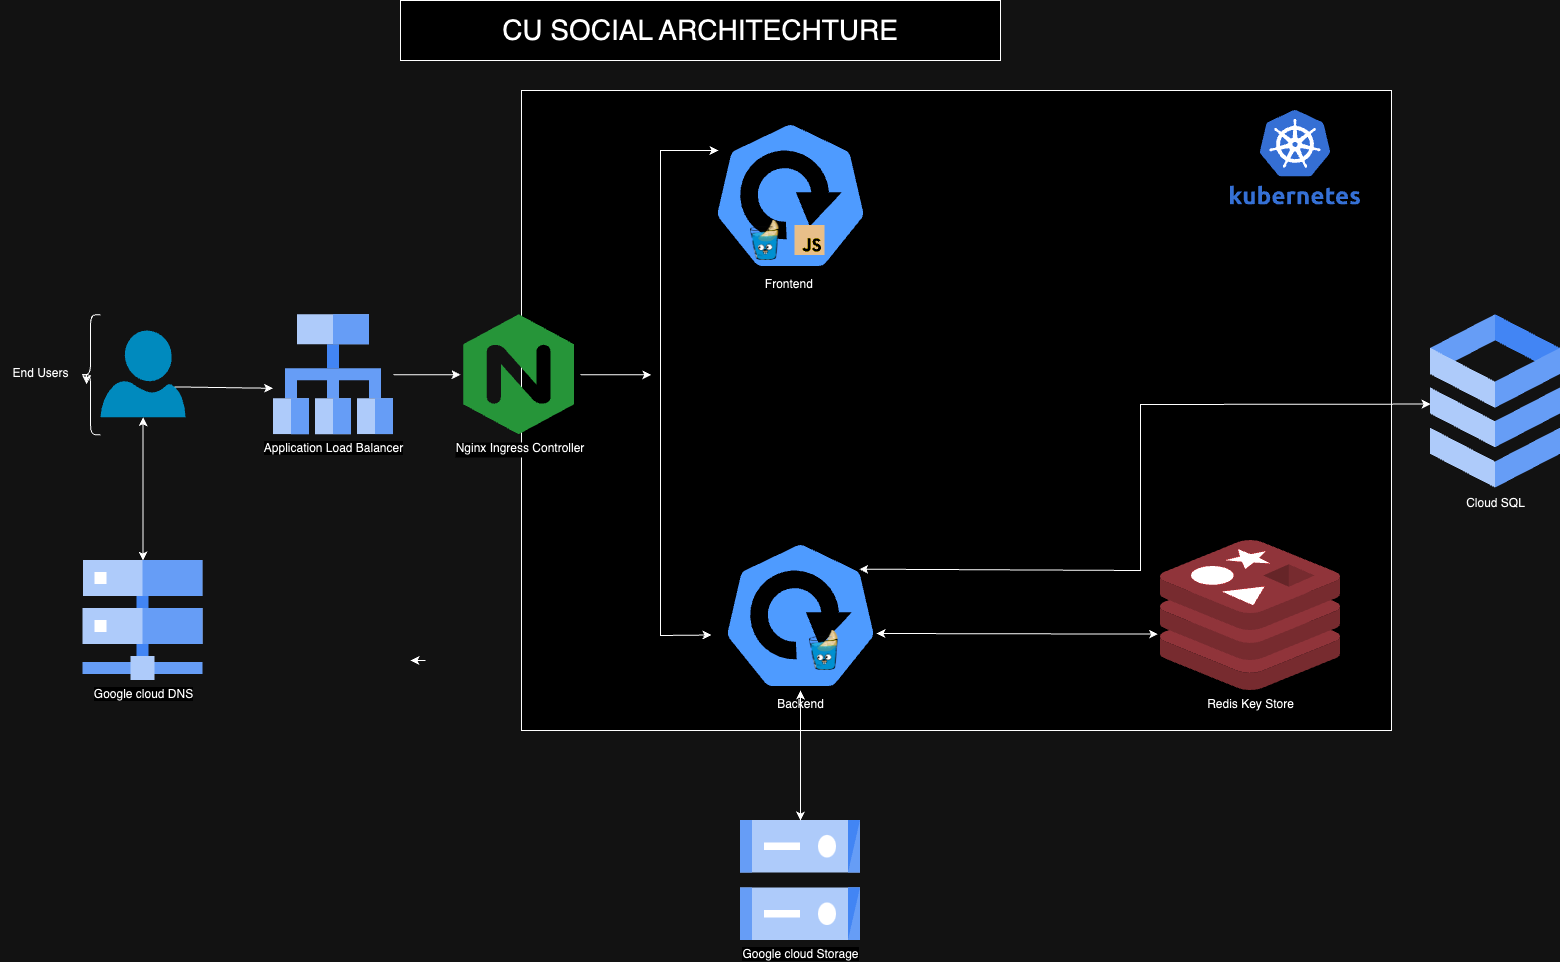 CU SOCIAL ARCHITECHTURE
kubernetes
JS
Frontend
End Users
Application Load Balancer
Nginx Ingress Controller
Cloud SQL
Google cloud DNS
Backend
Redis Key Store
Google cloud Storage